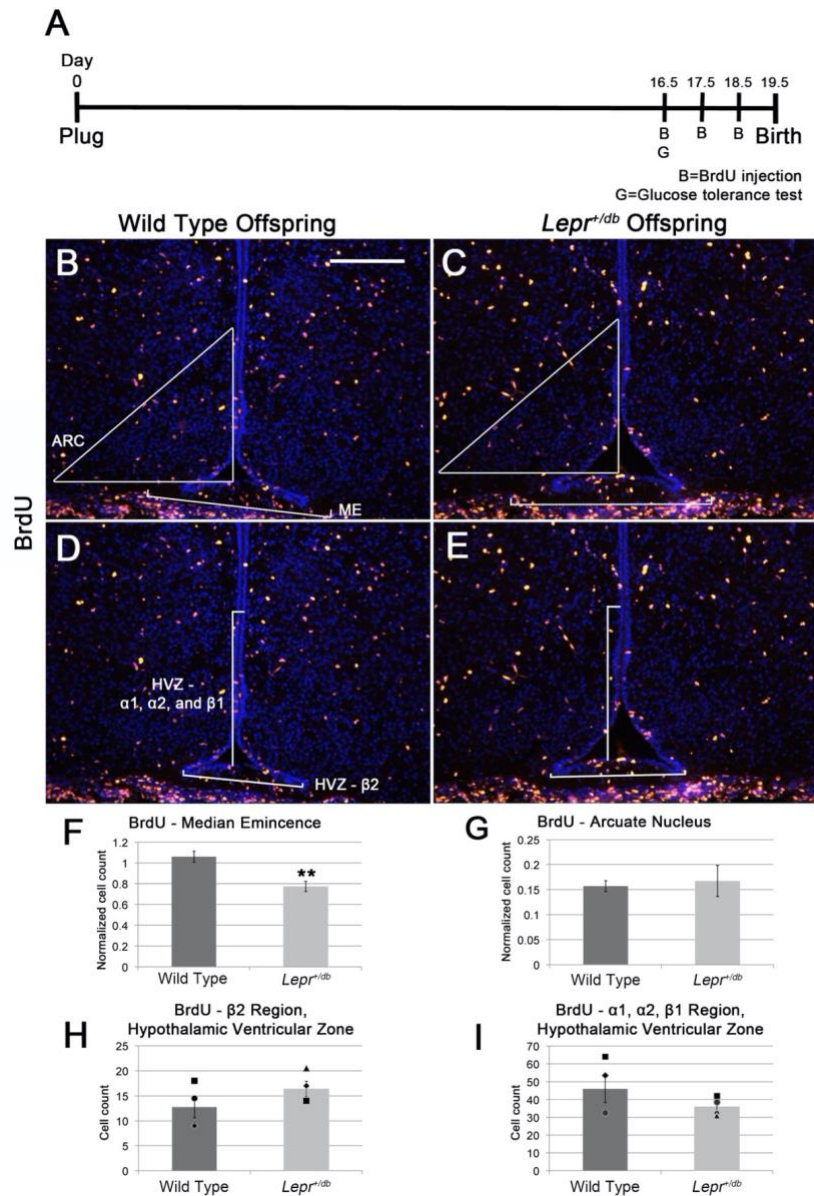 A
Day
0
16.5 17.5 18.5 19.5
Plug
B B B Birth
G
B=BrdU injection
G=Glucose tolerance test
Wild Type Offspring
Lepr+/db Offspring
BrdU
B
ARC
ME
C
D
HVZ -
α1, α2, and β1
HVZ - β2
E
F
BrdU - Median Emincence
Normalized cell count
1.2
1
0.8
0.6
0.4
0.2
0
**
Wild Type
Lepr+/db
G
BrdU - Arcuate Nucleus
Normalized cell count
0.25
0.2
0.15
0.1
0.05
0
Wild Type
Lepr+/db
H
BrdU - β2 Region,
Hypothalamic Ventricular Zone
Cell count
25
20
15
10
5
0
Wild Type
Lepr+/db
I
BrdU - α1, α2, β1 Region,
Hypothalamic Ventricular Zone
Cell count
70
60
50
40
30
20
10
0
Wild Type
Lepr+/db